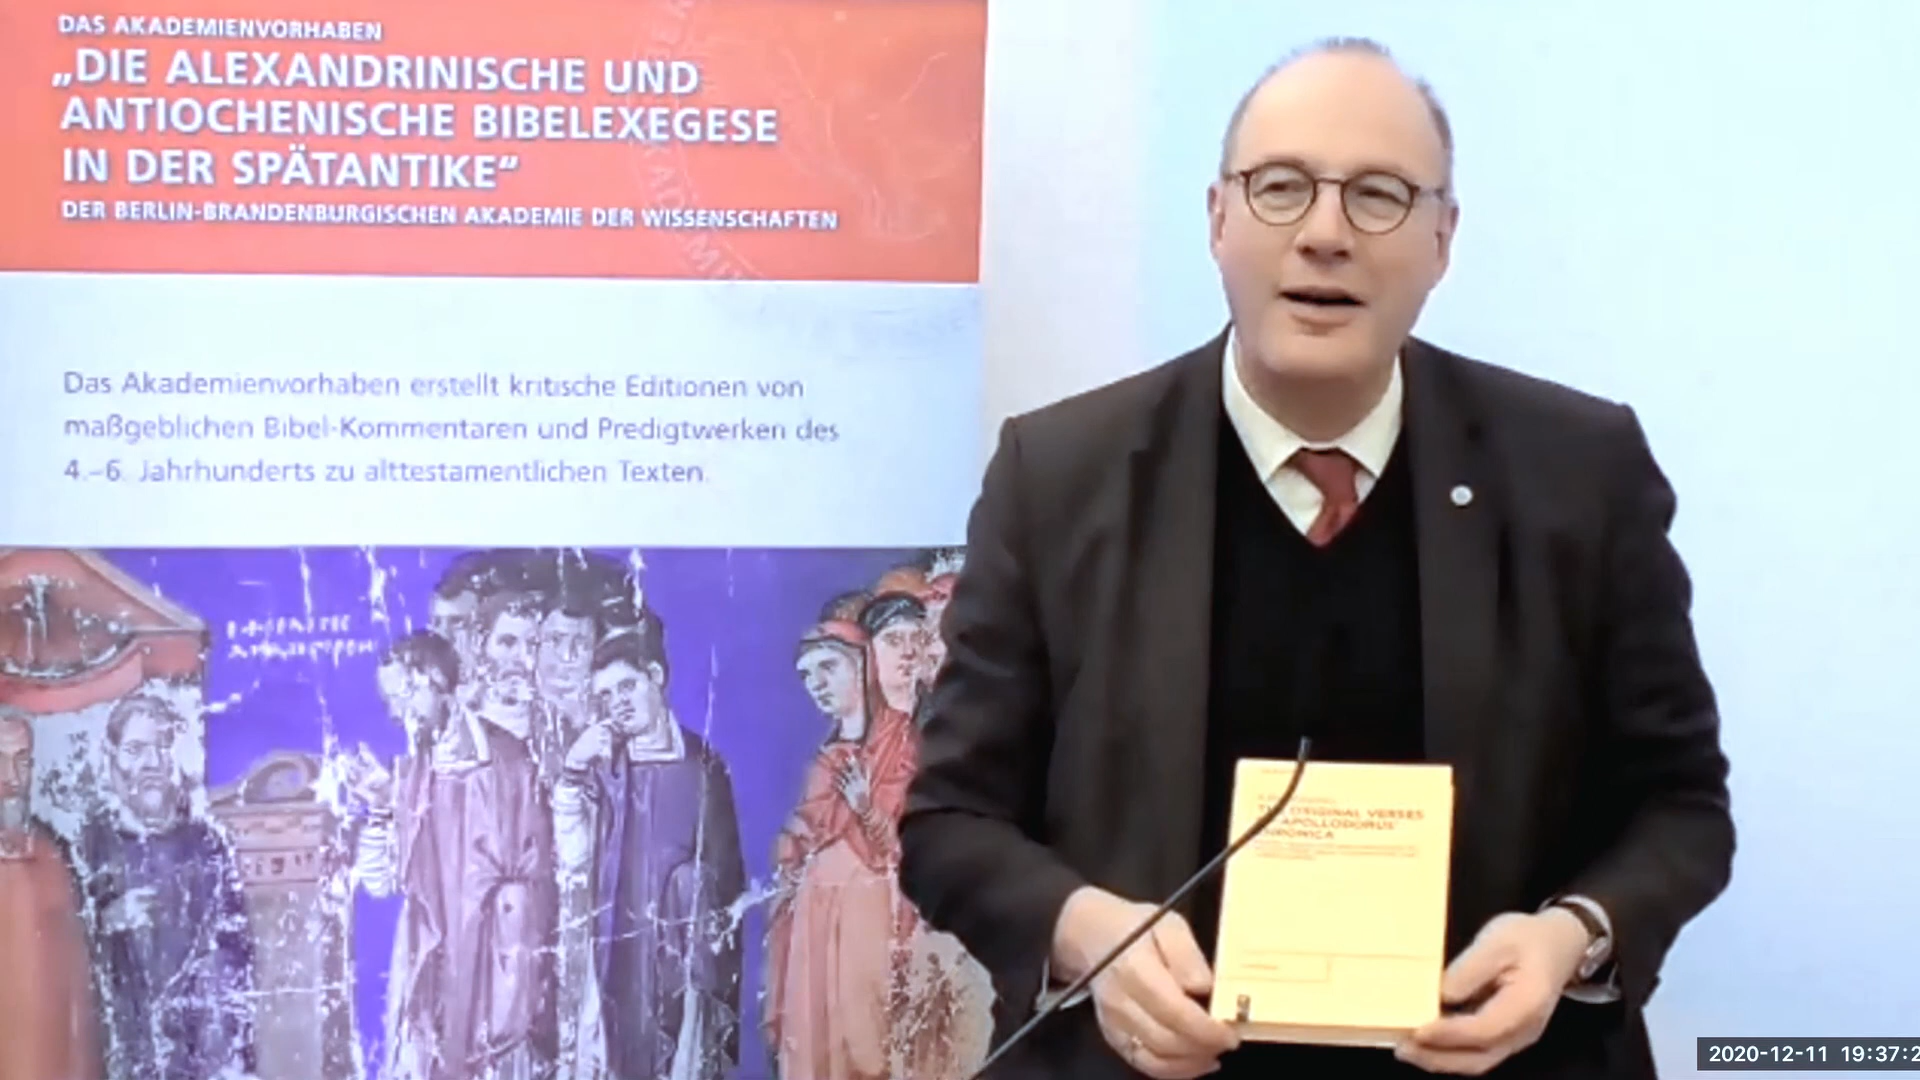 DAS AKADEMIENVORHABEN
„DIE ALEXANDRINISCHE UND
ANTIOCHENISCHE BIBELEXEGESE
IN DER SPÄTANTIKE“
DER BERLIN-BRANDENBURGISCHEN AKADEMIE DER WISSENSCHAFTEN
Das Akademienvorhaben erstellt kritische Editionen von
maßgeblichen Bibel-Kommentaren und Predigtwerken des
4.–6. Jahrhunderts zu alttestamentlichen Texten.
ORIGINAL VERSES
APOLLODORUS'
2020-12-11 19:37:2